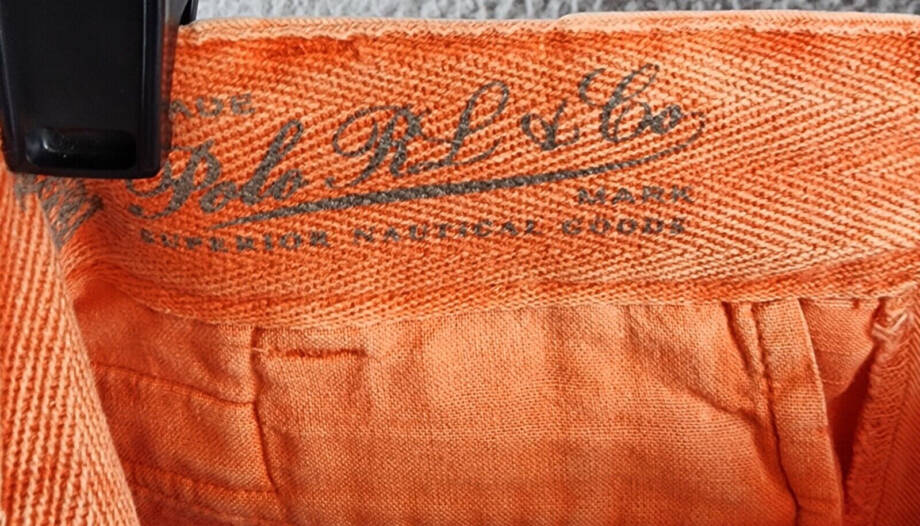 Polo RL & Co.
MARK
SUPERIOR NAUTICAL GOODS